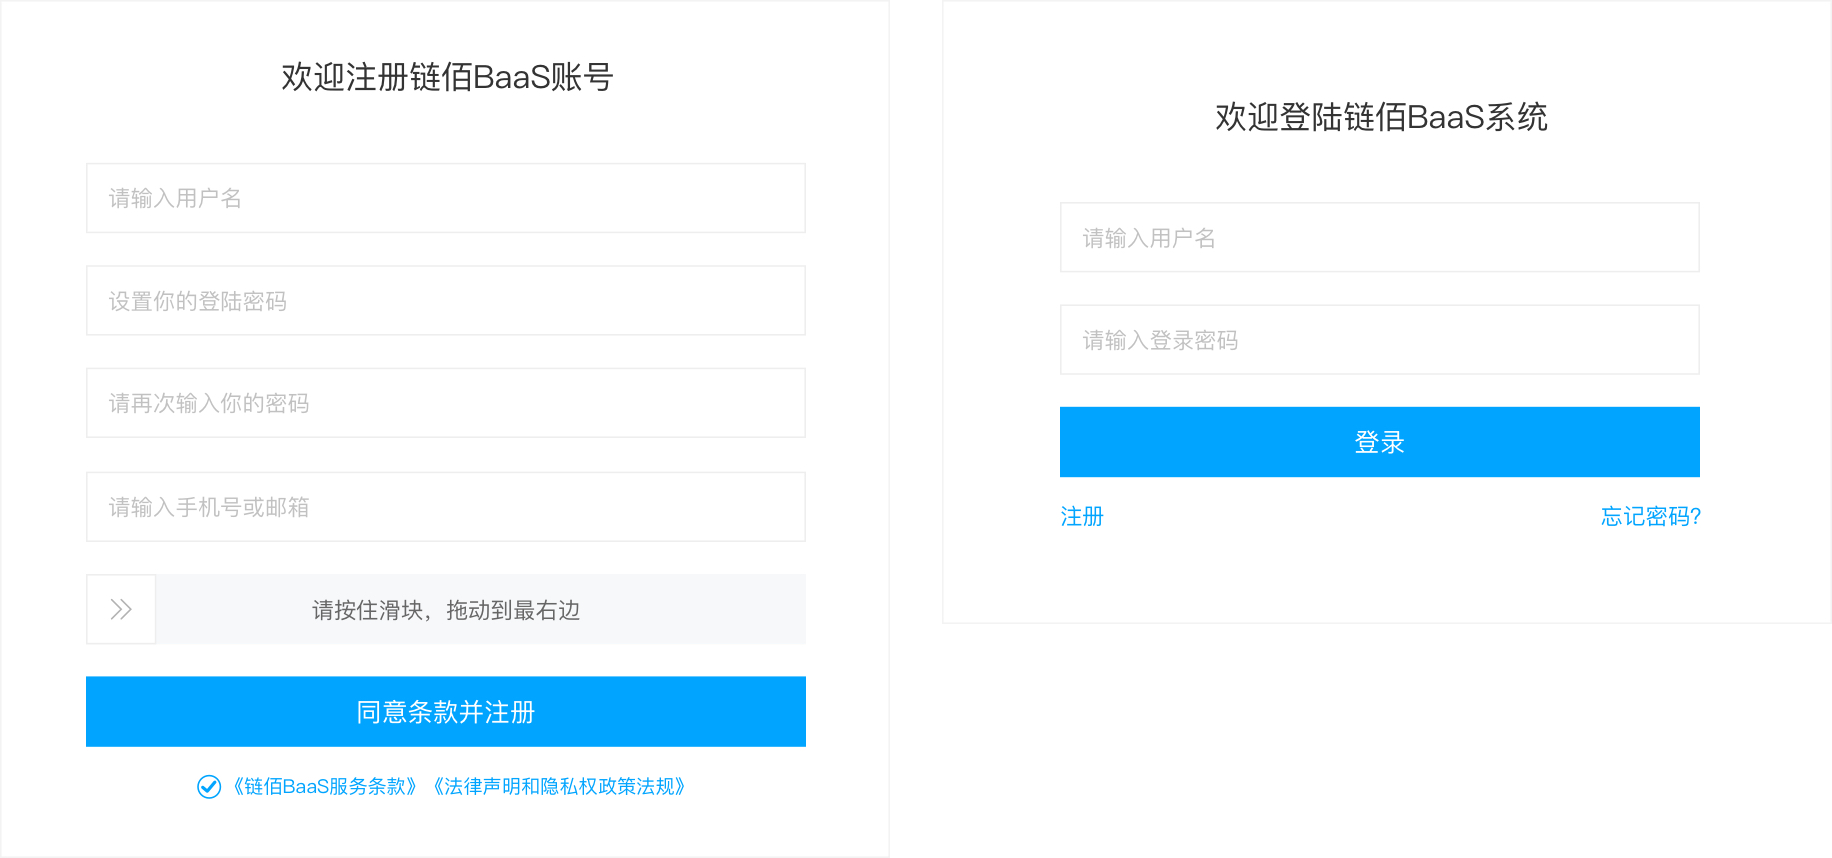 欢迎注册链佰BaaS账号
请输入用户名
设置你的登陆密码
请再次输入你的密码
请输入手机号或邮箱
请按住滑块，拖动到最右边
同意条款并注册
《链佰BaaS服务条款》《法律声明和隐私权政策法规》
欢迎登陆链佰BaaS系统
请输入用户名
请输入登录密码
登录
注册
忘记密码?